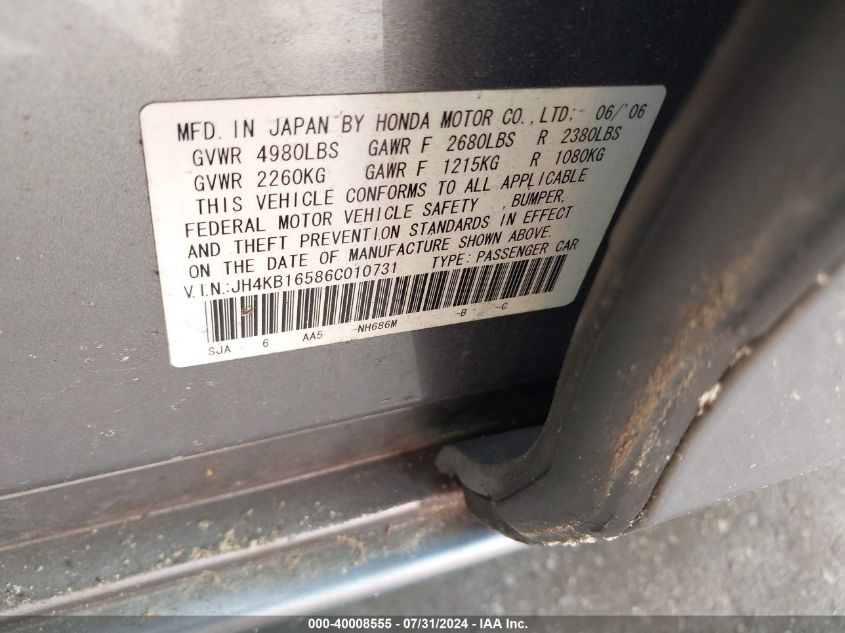 MFD. IN JAPAN BY HONDA MOTOR CO.,LTD; 06/'06
GVWR 4980LBS GAWR F 2680LBS R 2380LBS
GVWR 2260KG GAWR F 1215KG R 1080KG
THIS VEHICLE CONFORMS TO ALL APPLICABLE
FEDERAL MOTOR VEHICLE SAFETY ,BUMPER,
AND THEFT PREVENTION STANDARDS IN EFFECT
ON THE DATE OF MANUFACTURE SHOWN ABOVE.
V.I.N.:JH4KB16586C010731 TYPE: PASSENGER CAR
SJA 6 AA5 -NH686M -B -C
000-40008555 - 07/31/2024 - IAA Inc.